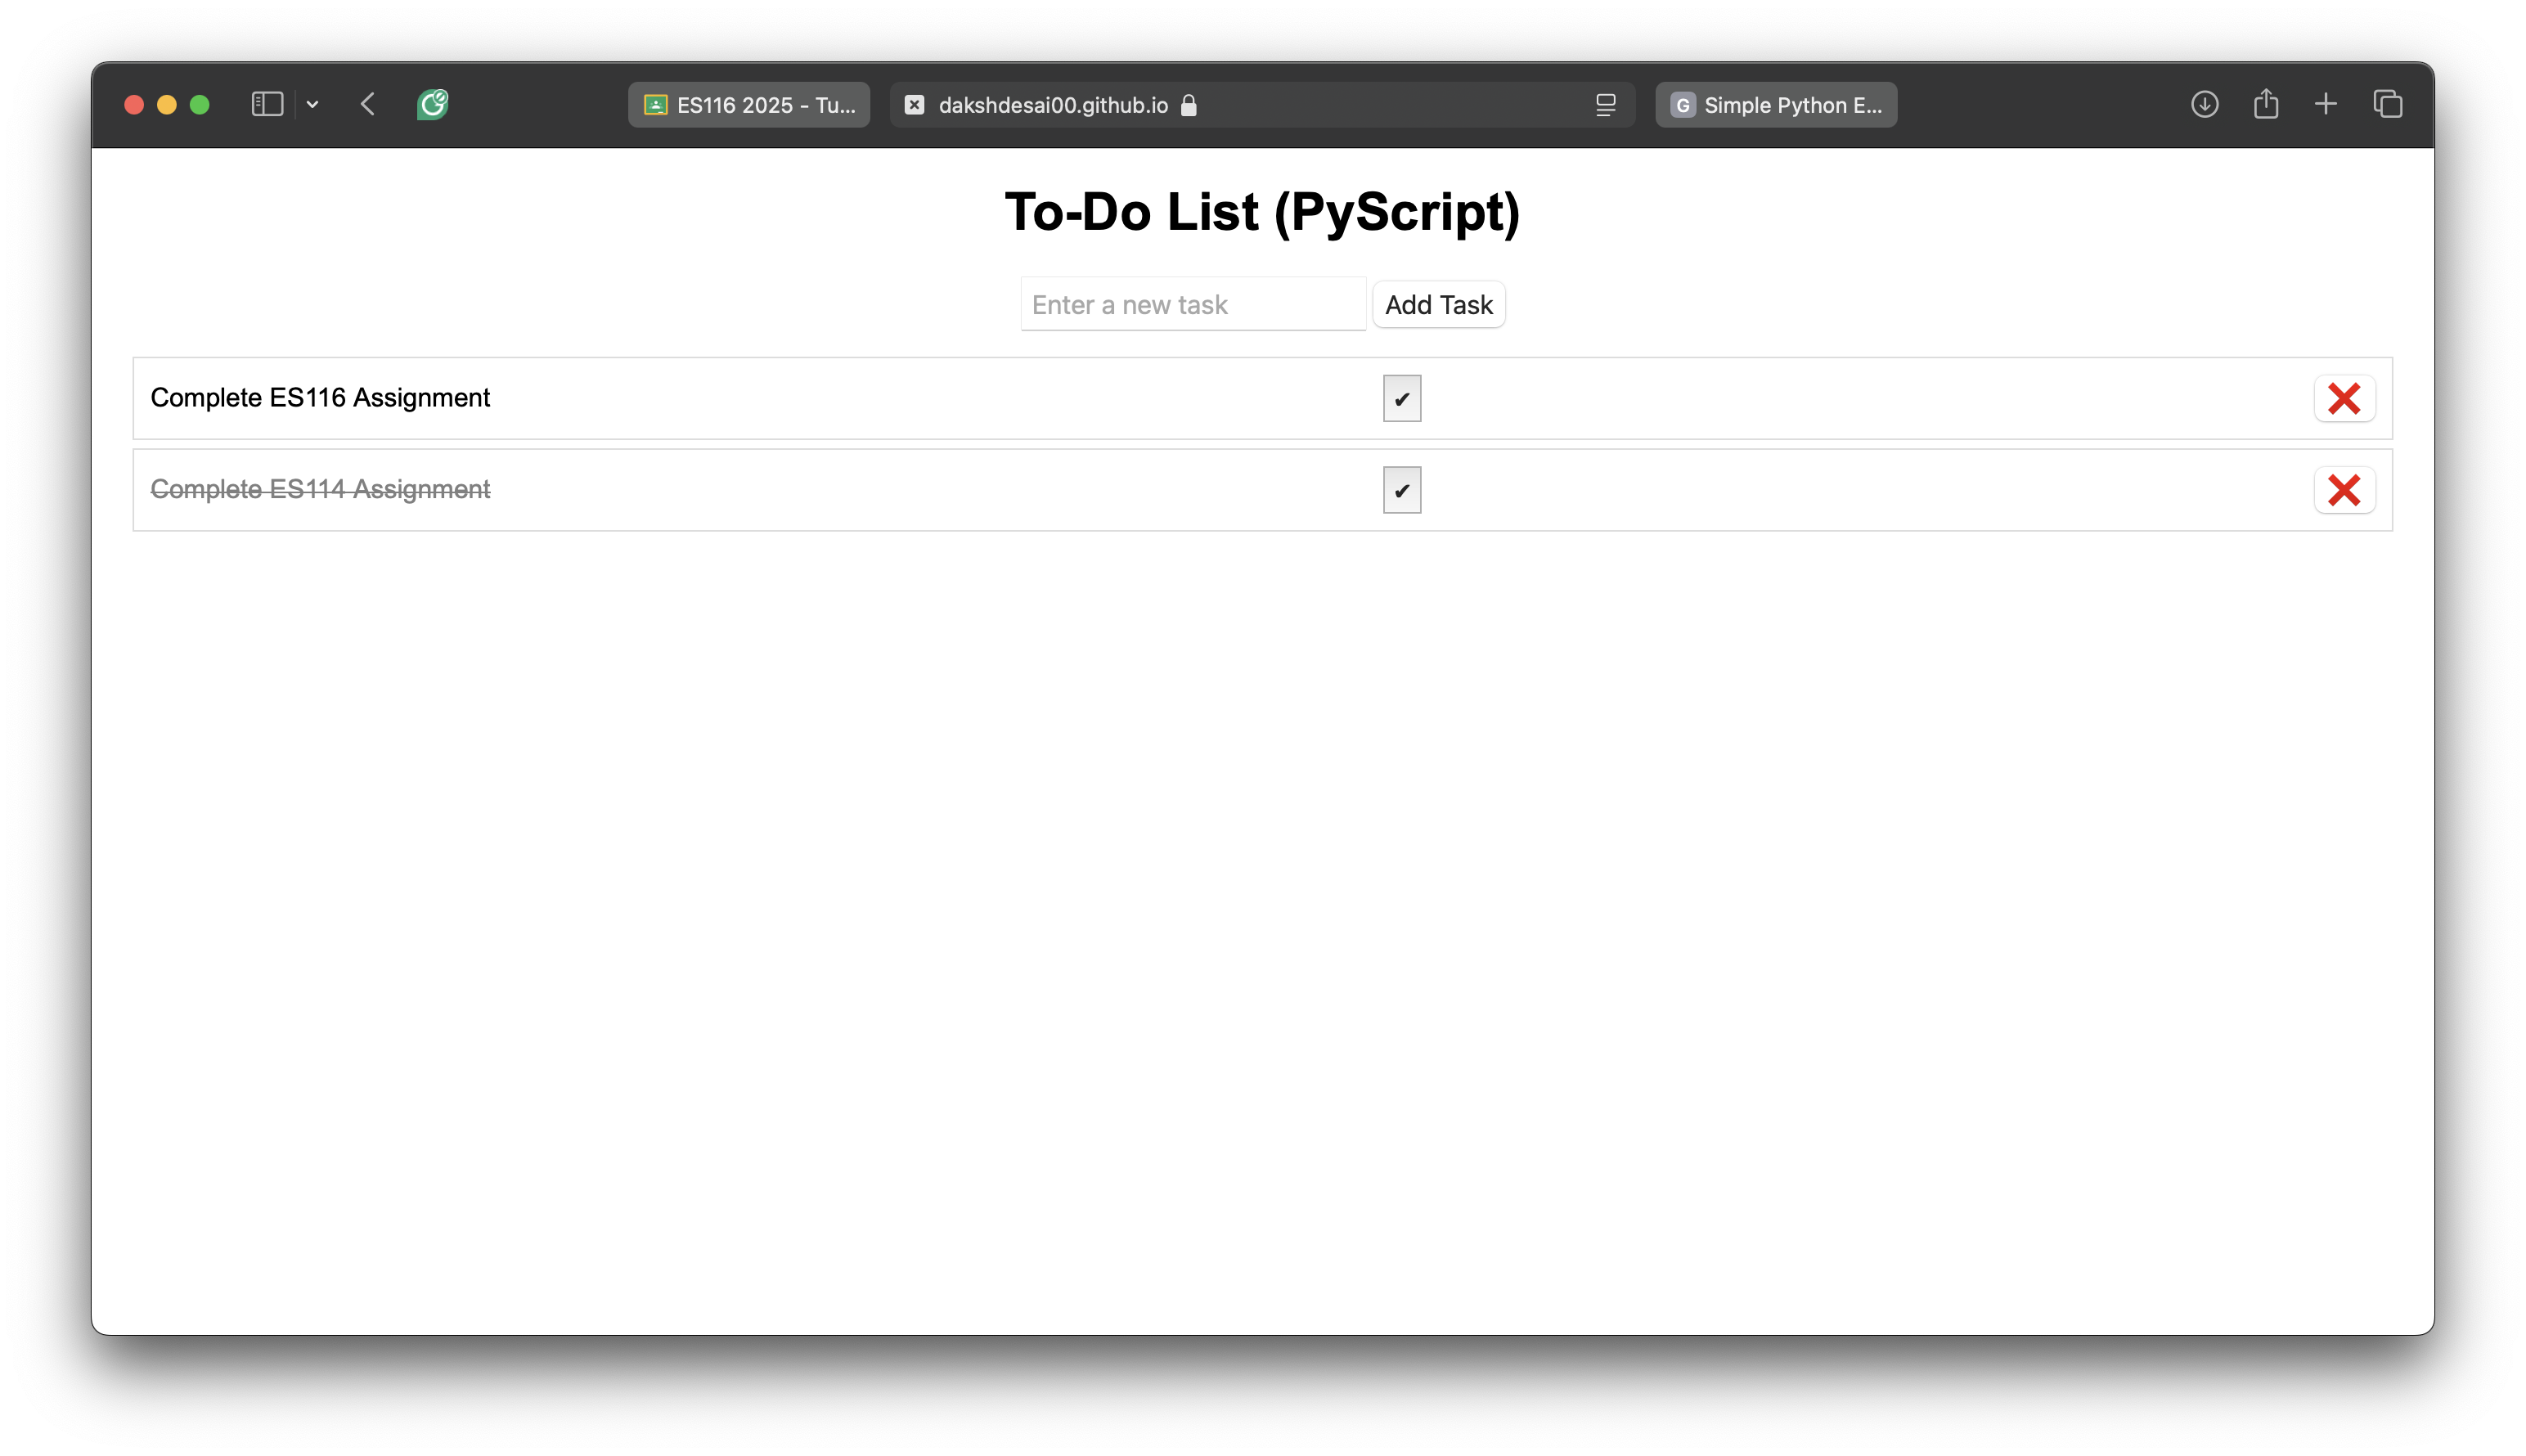 ES116 2025 - Tu...
dakshdesai00.github.io
G Simple Python E...
To-Do List (PyScript)
Enter a new task
Add Task
Complete ES116 Assignment ✔ ❌
Complete ES114 Assignment ✔ ❌